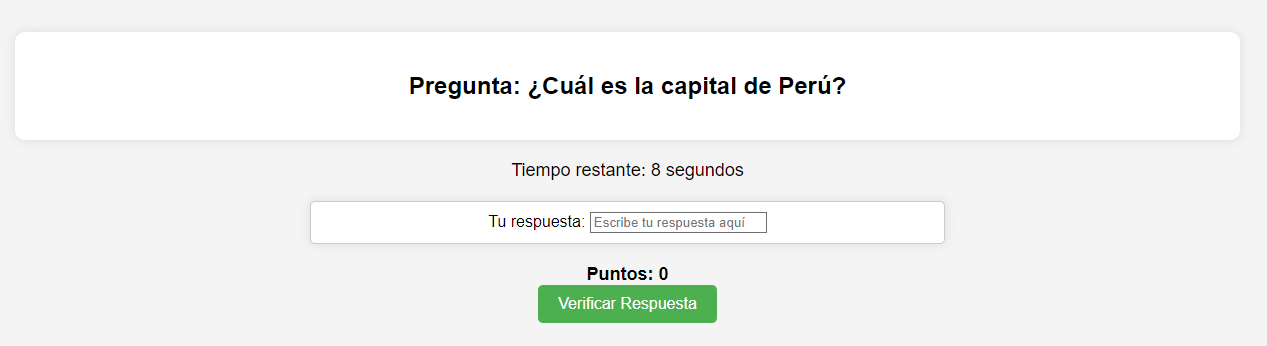 Pregunta: ¿Cuál es la capital de Perú?
Tiempo restante: 8 segundos
Tu respuesta: Escribe tu respuesta aquí
Puntos: 0
Verificar Respuesta